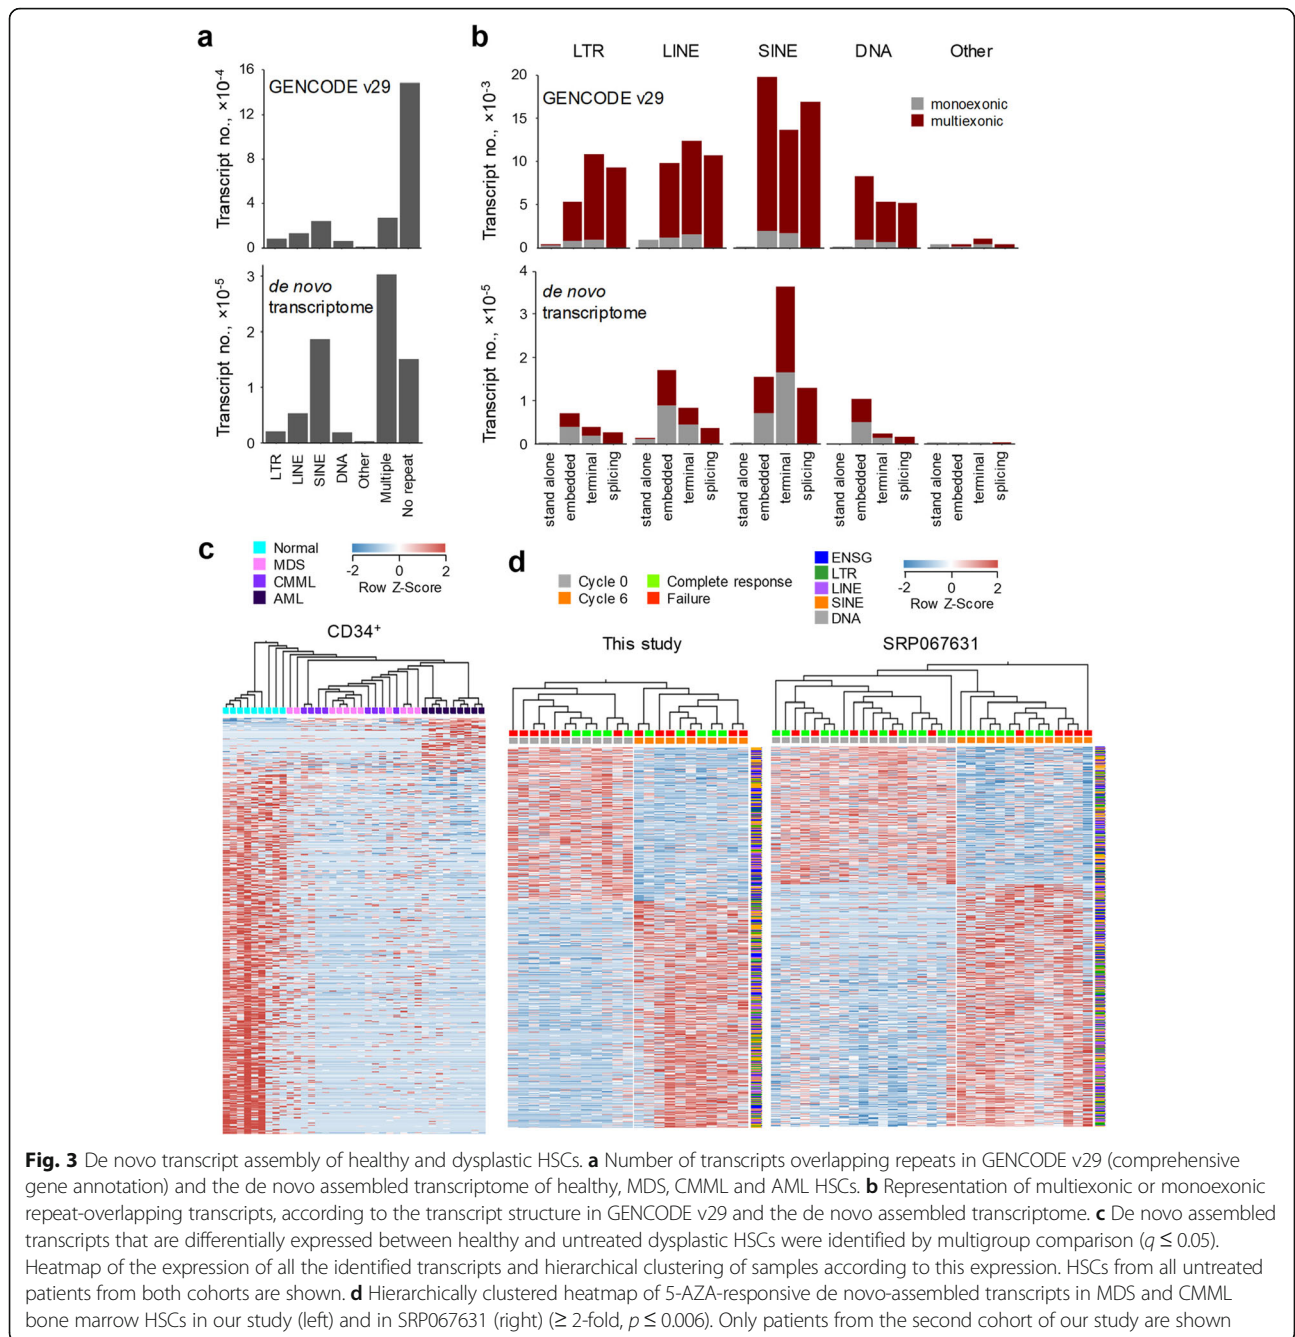 a
GENCODE v29
Transcript no., ×10-4
16
12
8
4
0
de novo
transcriptome
Transcript no., ×10-5
3
2
1
0
LTR
LINE
SINE
DNA
Other
Multiple
No repeat
b
LTR LINE SINE DNA Other
GENCODE v29
monoexonic
multiexonic
Transcript no., ×10-3
20
15
10
5
0
de novo
transcriptome
Transcript no., ×10-5
4
3
2
1
0
stand alone
embedded
terminal
splicing
stand alone
embedded
terminal
splicing
stand alone
embedded
terminal
splicing
stand alone
embedded
terminal
splicing
stand alone
embedded
terminal
splicing
c
Normal
MDS
CMML
AML
-2 0 2
Row Z-Score
CD34+
d
Cycle 0
Cycle 6
Complete response
Failure
ENSG
LTR
LINE
SINE
DNA
-2 0 2
Row Z-Score
This study
SRP067631
Fig. 3 De novo transcript assembly of healthy and dysplastic HSCs. a Number of transcripts overlapping repeats in GENCODE v29 (comprehensive
gene annotation) and the de novo assembled transcriptome of healthy, MDS, CMML and AML HSCs. b Representation of multiexonic or monoexonic
repeat-overlapping transcripts, according to the transcript structure in GENCODE v29 and the de novo assembled transcriptome. c De novo assembled
transcripts that are differentially expressed between healthy and untreated dysplastic HSCs were identified by multigroup comparison (q ≤ 0.05).
Heatmap of the expression of all the identified transcripts and hierarchical clustering of samples according to this expression. HSCs from all untreated
patients from both cohorts are shown. d Hierarchically clustered heatmap of 5-AZA-responsive de novo-assembled transcripts in MDS and CMML
bone marrow HSCs in our study (left) and in SRP067631 (right) (≥ 2-fold, p ≤ 0.006). Only patients from the second cohort of our study are shown